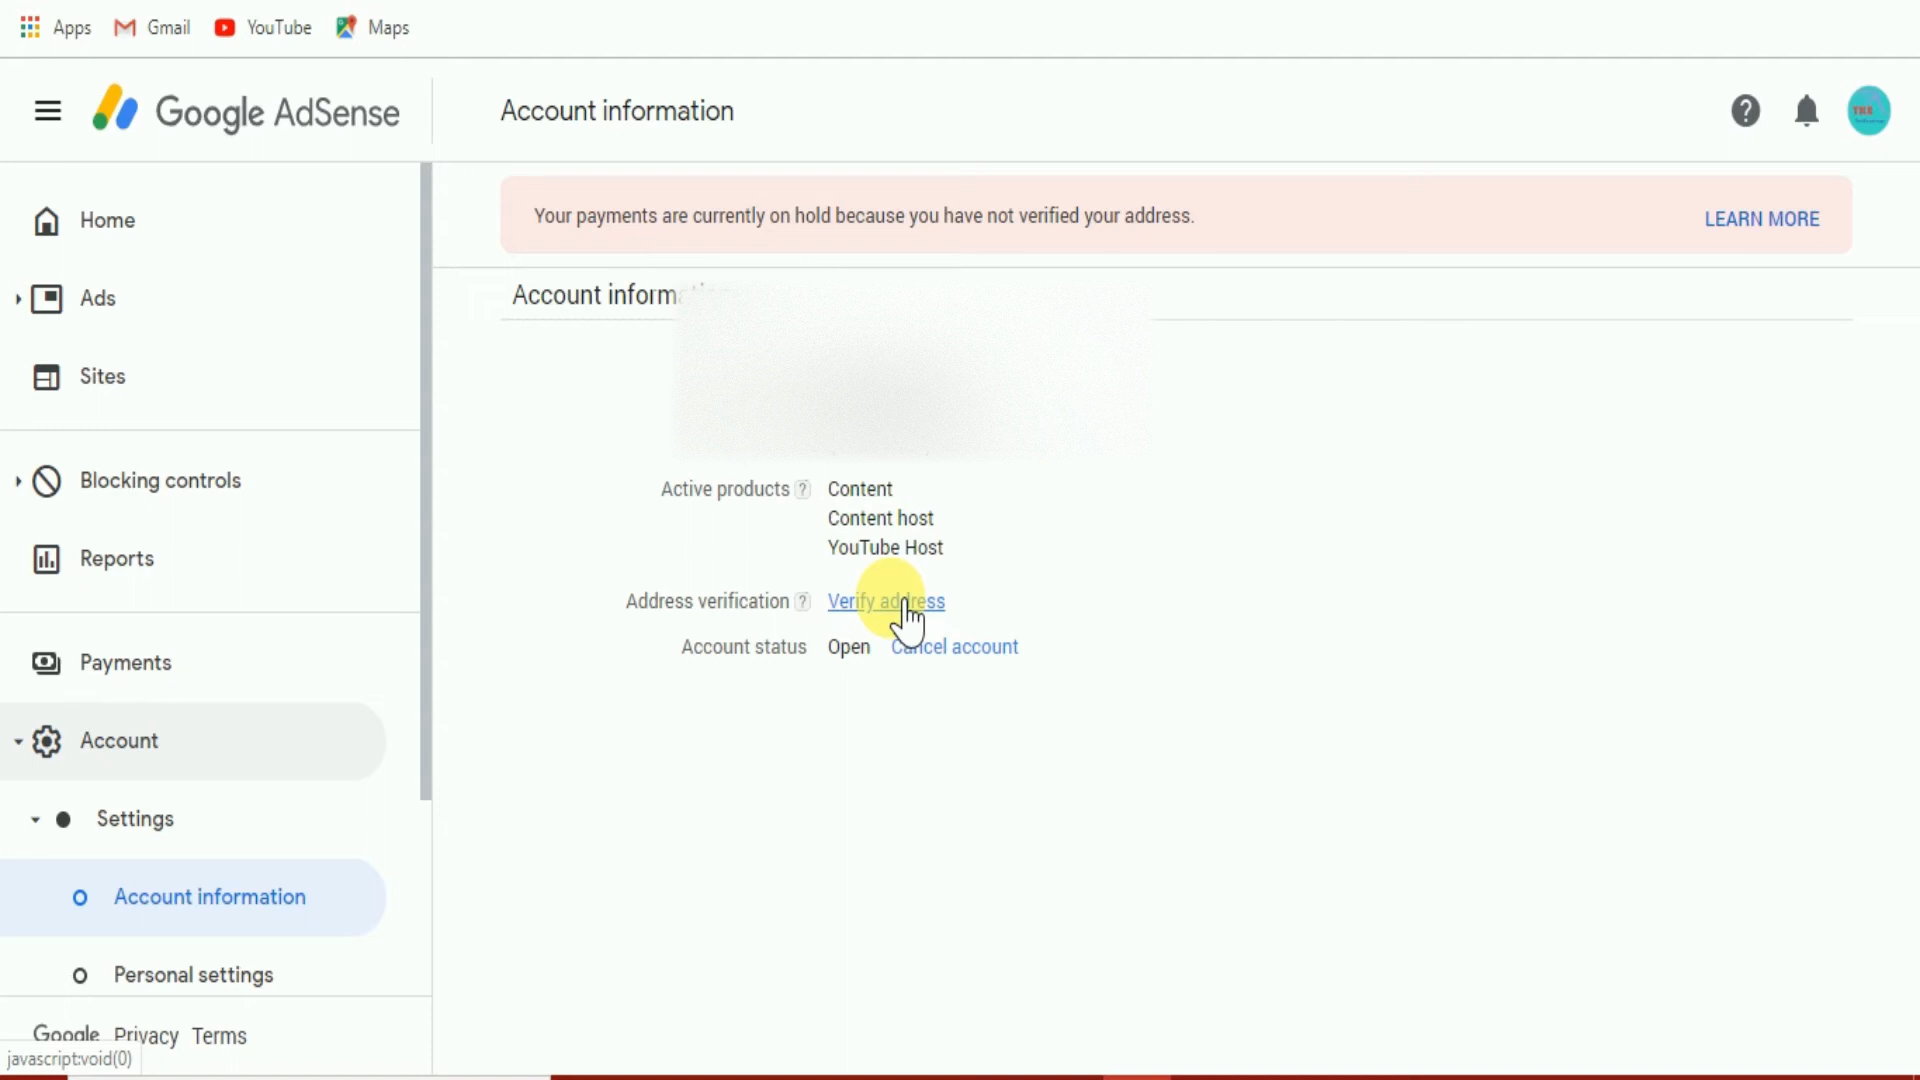 Apps Gmail YouTube Maps
Google AdSense
Account information
Home
Ads
Sites
Blocking controls
Reports
Payments
Account
Settings
Account information
Personal settings
Google Privacy Terms
javascript:void(0)
Your payments are currently on hold because you have not verified your address. LEARN MORE
Account information
Active products ? Content
Content host
YouTube Host
Address verification ? Verify address
Account status Open Cancel account
THE